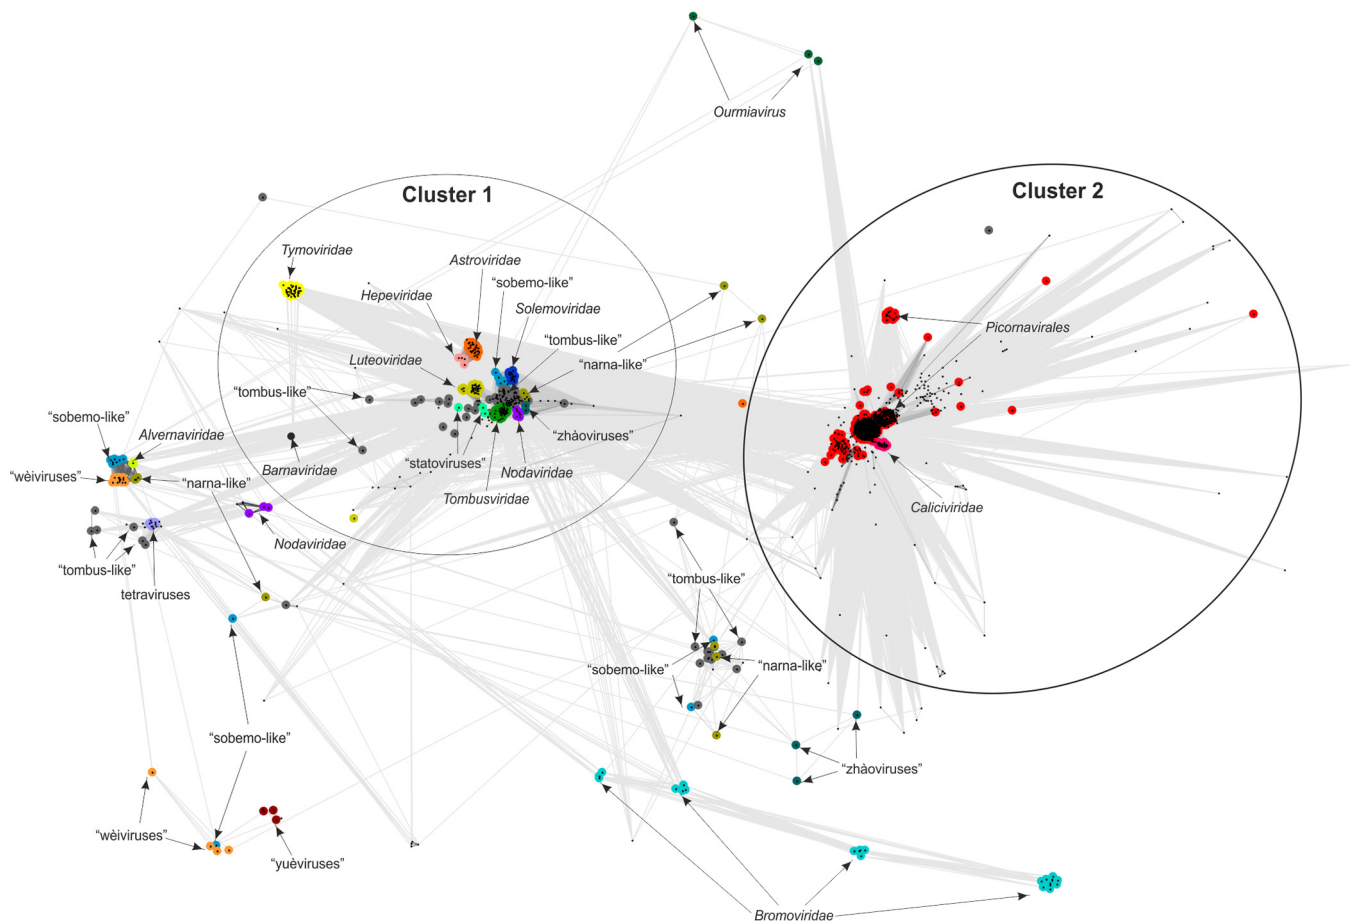 Ourmiavirus
Cluster 1
Cluster 2
Tymoviridae
Astroviridae
“sobemo-like”
Hepeviridae
Solemoviridae
“tombus-like”
Picornavirales
Luteoviridae
“narna-like”
“tombus-like”
“sobemo-like”
Alvernaviridae
“zhàoviruses”
“wèiviruses”
Barnaviridae
“statoviruses”
Nodaviridae
“narna-like”
Tombusviridae
Caliciviridae
Nodaviridae
“tombus-like”
tetraviruses
“tombus-like”
“sobemo-like”
“narna-like”
“sobemo-like”
“zhàoviruses”
“wèiviruses”
“yuèviruses”
Bromoviridae